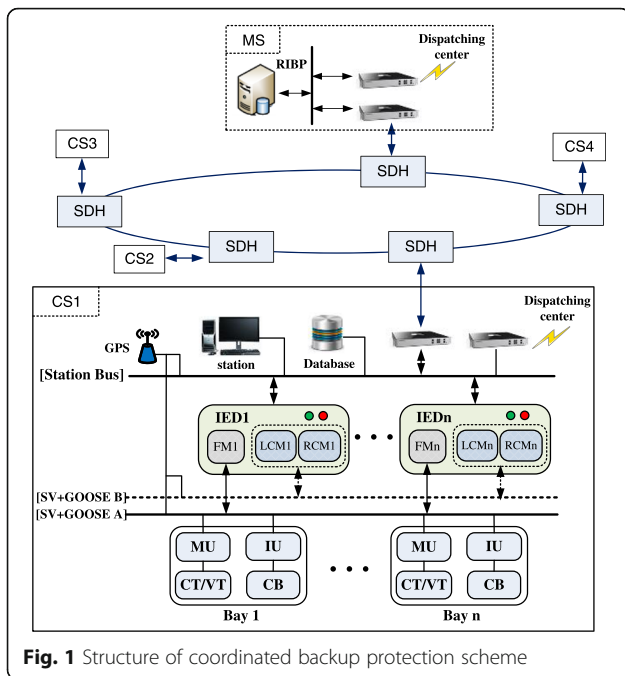 MS
RIBP
Dispatching
center
CS3
CS4
SDH
SDH
SDH
SDH
SDH
CS2
CS1
GPS
station
Database
Dispatching
center
[Station Bus]
IED1
FM1
LCM1
RCM1
• • •
IEDn
FMn
LCMn
RCMn
[SV+GOOSE B]
[SV+GOOSE A]
MU
IU
CT/VT
CB
Bay 1
• • •
MU
IU
CT/VT
CB
Bay n
Fig. 1 Structure of coordinated backup protection scheme